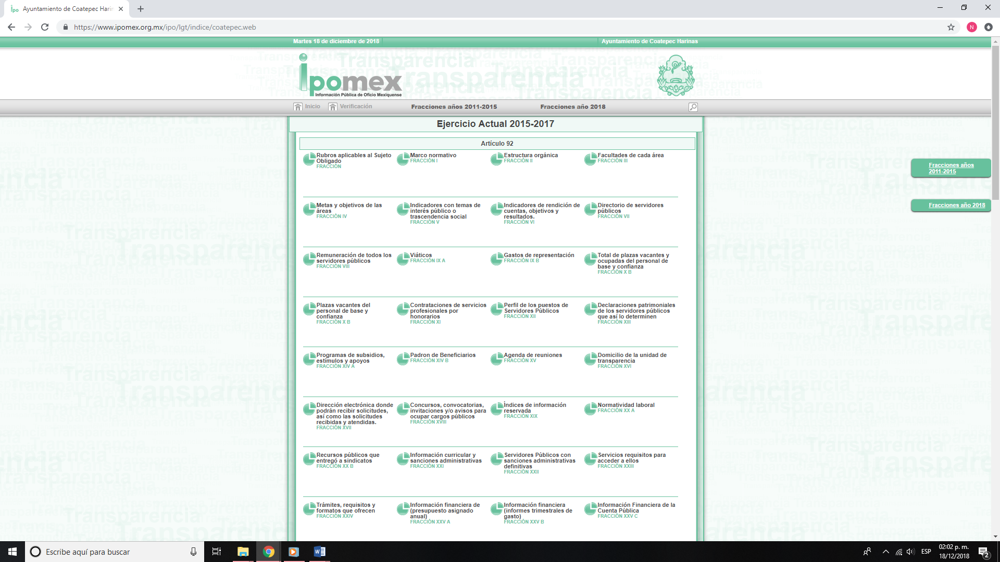 Ayuntamiento de Coatepec Harin
https://www.ipomex.org.mx/ipo/lgt/indice/coatepec.web
N
Martes 18 de diciembre de 2018
Ayuntamiento de Coatepec Harinas
ipomex
Información Pública de Oficio Mexiquense
Transparencia
Inicio
Verificación
Fracciones años 2011-2015
Fracciones año 2018
Ejercicio Actual 2015-2017
Artículo 92
Rubros aplicables al Sujeto
Obligado
FRACCIÓN
Marco normativo
FRACCIÓN I
Estructura orgánica
FRACCIÓN II
Facultades de cada área
FRACCIÓN III
Fracciones años
2011-2015
Fracciones año 2018
Metas y objetivos de las
áreas
FRACCIÓN IV
Indicadores con temas de
interés público o
trascendencia social
FRACCIÓN V
Indicadores de rendición de
cuentas, objetivos y
resultados.
FRACCIÓN VI
Directorio de servidores
públicos
FRACCIÓN VII
Remuneración de todos los
servidores públicos
FRACCIÓN VIII
Viáticos
FRACCIÓN IX A
Gastos de representación
FRACCIÓN IX B
Total de plazas vacantes y
ocupadas del personal de
base y confianza
FRACCIÓN X B
Plazas vacantes del
personal de base y
confianza
FRACCIÓN X B
Contrataciones de servicios
profesionales por
honorarios
FRACCIÓN XI
Perfil de los puestos de
Servidores Públicos
FRACCIÓN XII
Declaraciones patrimoniales
de los servidores públicos
que así lo determinen
FRACCIÓN XIII
Programas de subsidios,
estímulos y apoyos
FRACCIÓN XIV A
Padron de Beneficiarios
FRACCIÓN XIV B
Agenda de reuniones
FRACCIÓN XV
Domicilio de la unidad de
transparencia
FRACCIÓN XVI
Dirección electrónica donde
podrán recibir solicitudes,
así como las solicitudes
recibidas y atendidas.
FRACCIÓN XVII
Concursos, convocatorias,
invitaciones y/o avisos para
ocupar cargos públicos
FRACCIÓN XVIII
Índices de información
reservada
FRACCIÓN XIX
Normatividad laboral
FRACCIÓN XX A
Recursos públicos que
entregó a sindicatos
FRACCIÓN XX B
Información curricular y
sanciones administrativas
FRACCIÓN XXI
Servidores Públicos con
sanciones administrativas
definitivas
FRACCIÓN XXII
Servicios requisitos para
acceder a ellos
FRACCIÓN XXIII
Trámites, requisitos y
formatos que ofrecen
FRACCIÓN XXIV
Información financiera de
(presupuesto asignado
anual)
FRACCIÓN XXV A
Información financiera
(informes trimestrales de
gasto)
FRACCIÓN XXV B
Información Financiera de la
Cuenta Pública
FRACCIÓN XXV C
Escribe aquí para buscar
ESP
02:02 p. m.
18/12/2018
2